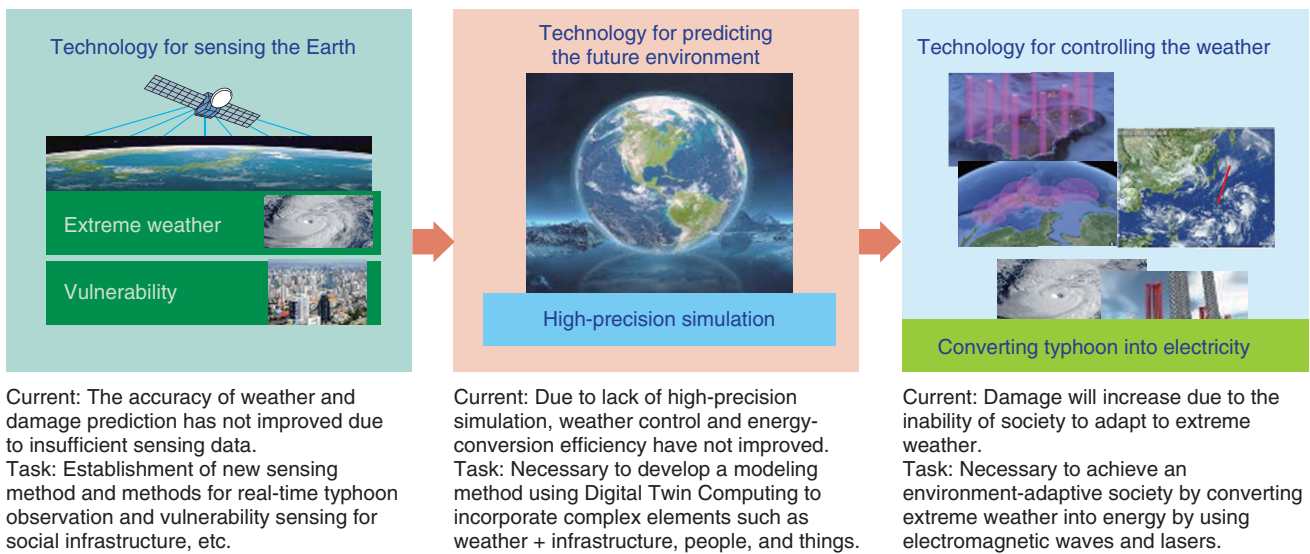 Technology for sensing the Earth
Extreme weather
Vulnerability
Current: The accuracy of weather and
damage prediction has not improved due
to insufficient sensing data.
Task: Establishment of new sensing
method and methods for real-time typhoon
observation and vulnerability sensing for
social infrastructure, etc.
Technology for predicting
the future environment
High-precision simulation
Current: Due to lack of high-precision
simulation, weather control and energy-
conversion efficiency have not improved.
Task: Necessary to develop a modeling
method using Digital Twin Computing to
incorporate complex elements such as
weather + infrastructure, people, and things.
Technology for controlling the weather
Converting typhoon into electricity
Current: Damage will increase due to the
inability of society to adapt to extreme
weather.
Task: Necessary to achieve an
environment-adaptive society by converting
extreme weather into energy by using
electromagnetic waves and lasers.